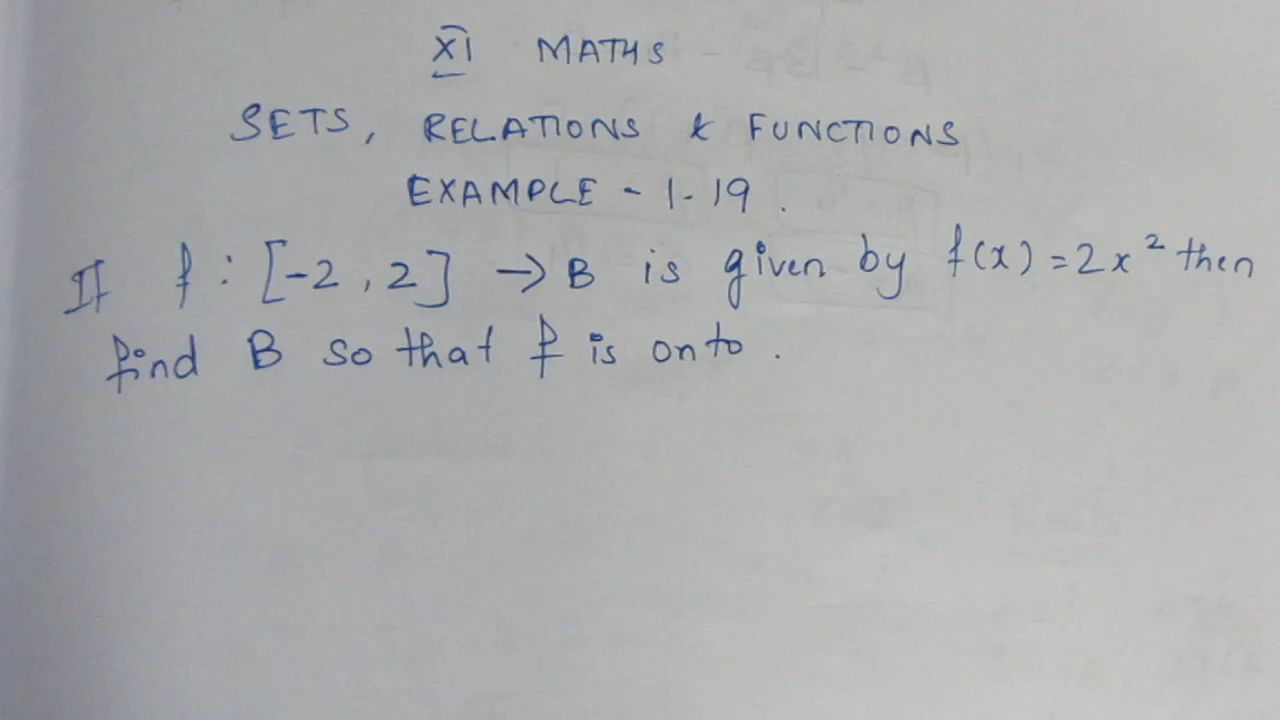 XI MATHS
SETS, RELATIONS & FUNCTIONS
EXAMPLE - 1.19.
If f : [-2, 2] → B is given by f(x) = 2x² then
find B so that f is onto.